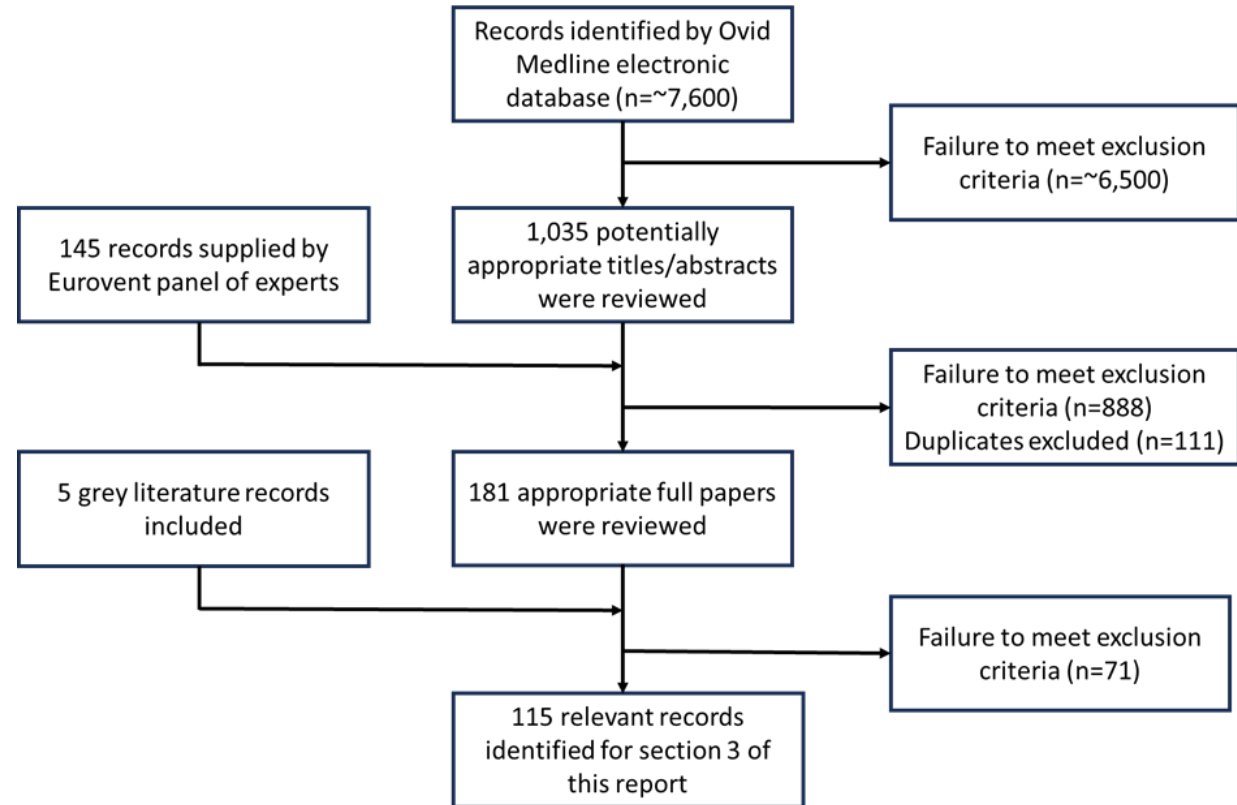 Records identified by Ovid
Medline electronic
database (n=~7,600)
Failure to meet exclusion
criteria (n=~6,500)
145 records supplied by
Eurovent panel of experts
1,035 potentially
appropriate titles/abstracts
were reviewed
Failure to meet exclusion
criteria (n=888)
Duplicates excluded (n=111)
5 grey literature records
included
181 appropriate full papers
were reviewed
Failure to meet exclusion
criteria (n=71)
115 relevant records
identified for section 3 of
this report